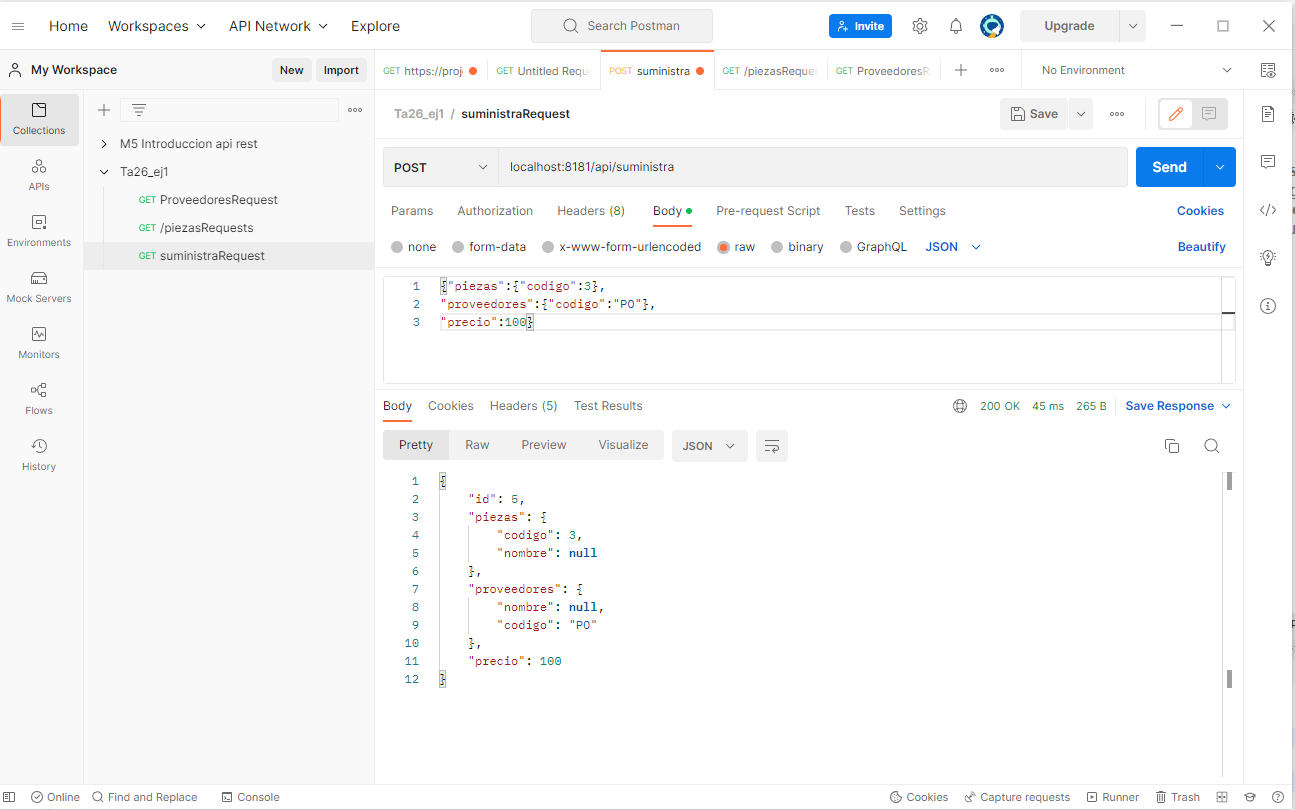 Home Workspaces API Network Explore Search Postman Invite Upgrade
My Workspace New Import GET https://proj GET Untitled Requ POST suministra GET /piezasReques GET ProveedoresR No Environment
Ta26_ej1 / suministraRequest Save
Collections
APIs
Environments
Mock Servers
Monitors
Flows
History
M5 Introduccion api rest
Ta26_ej1
GET ProveedoresRequest
GET /piezasRequests
GET suministraRequest
POST localhost:8181/api/suministra Send
Params Authorization Headers (8) Body Pre-request Script Tests Settings Cookies
none form-data x-www-form-urlencoded raw binary GraphQL JSON Beautify
1 {"piezas":{"codigo":3},
2 "proveedores":{"codigo":"PO"},
3 "precio":100}
Body Cookies Headers (5) Test Results 200 OK 45 ms 265 B Save Response
Pretty Raw Preview Visualize JSON
1 {
2 "id": 5,
3 "piezas": {
4 "codigo": 3,
5 "nombre": null
6 },
7 "proveedores": {
8 "nombre": null,
9 "codigo": "PO"
10 },
11 "precio": 100
12 }
Online Find and Replace Console Cookies Capture requests Runner Trash